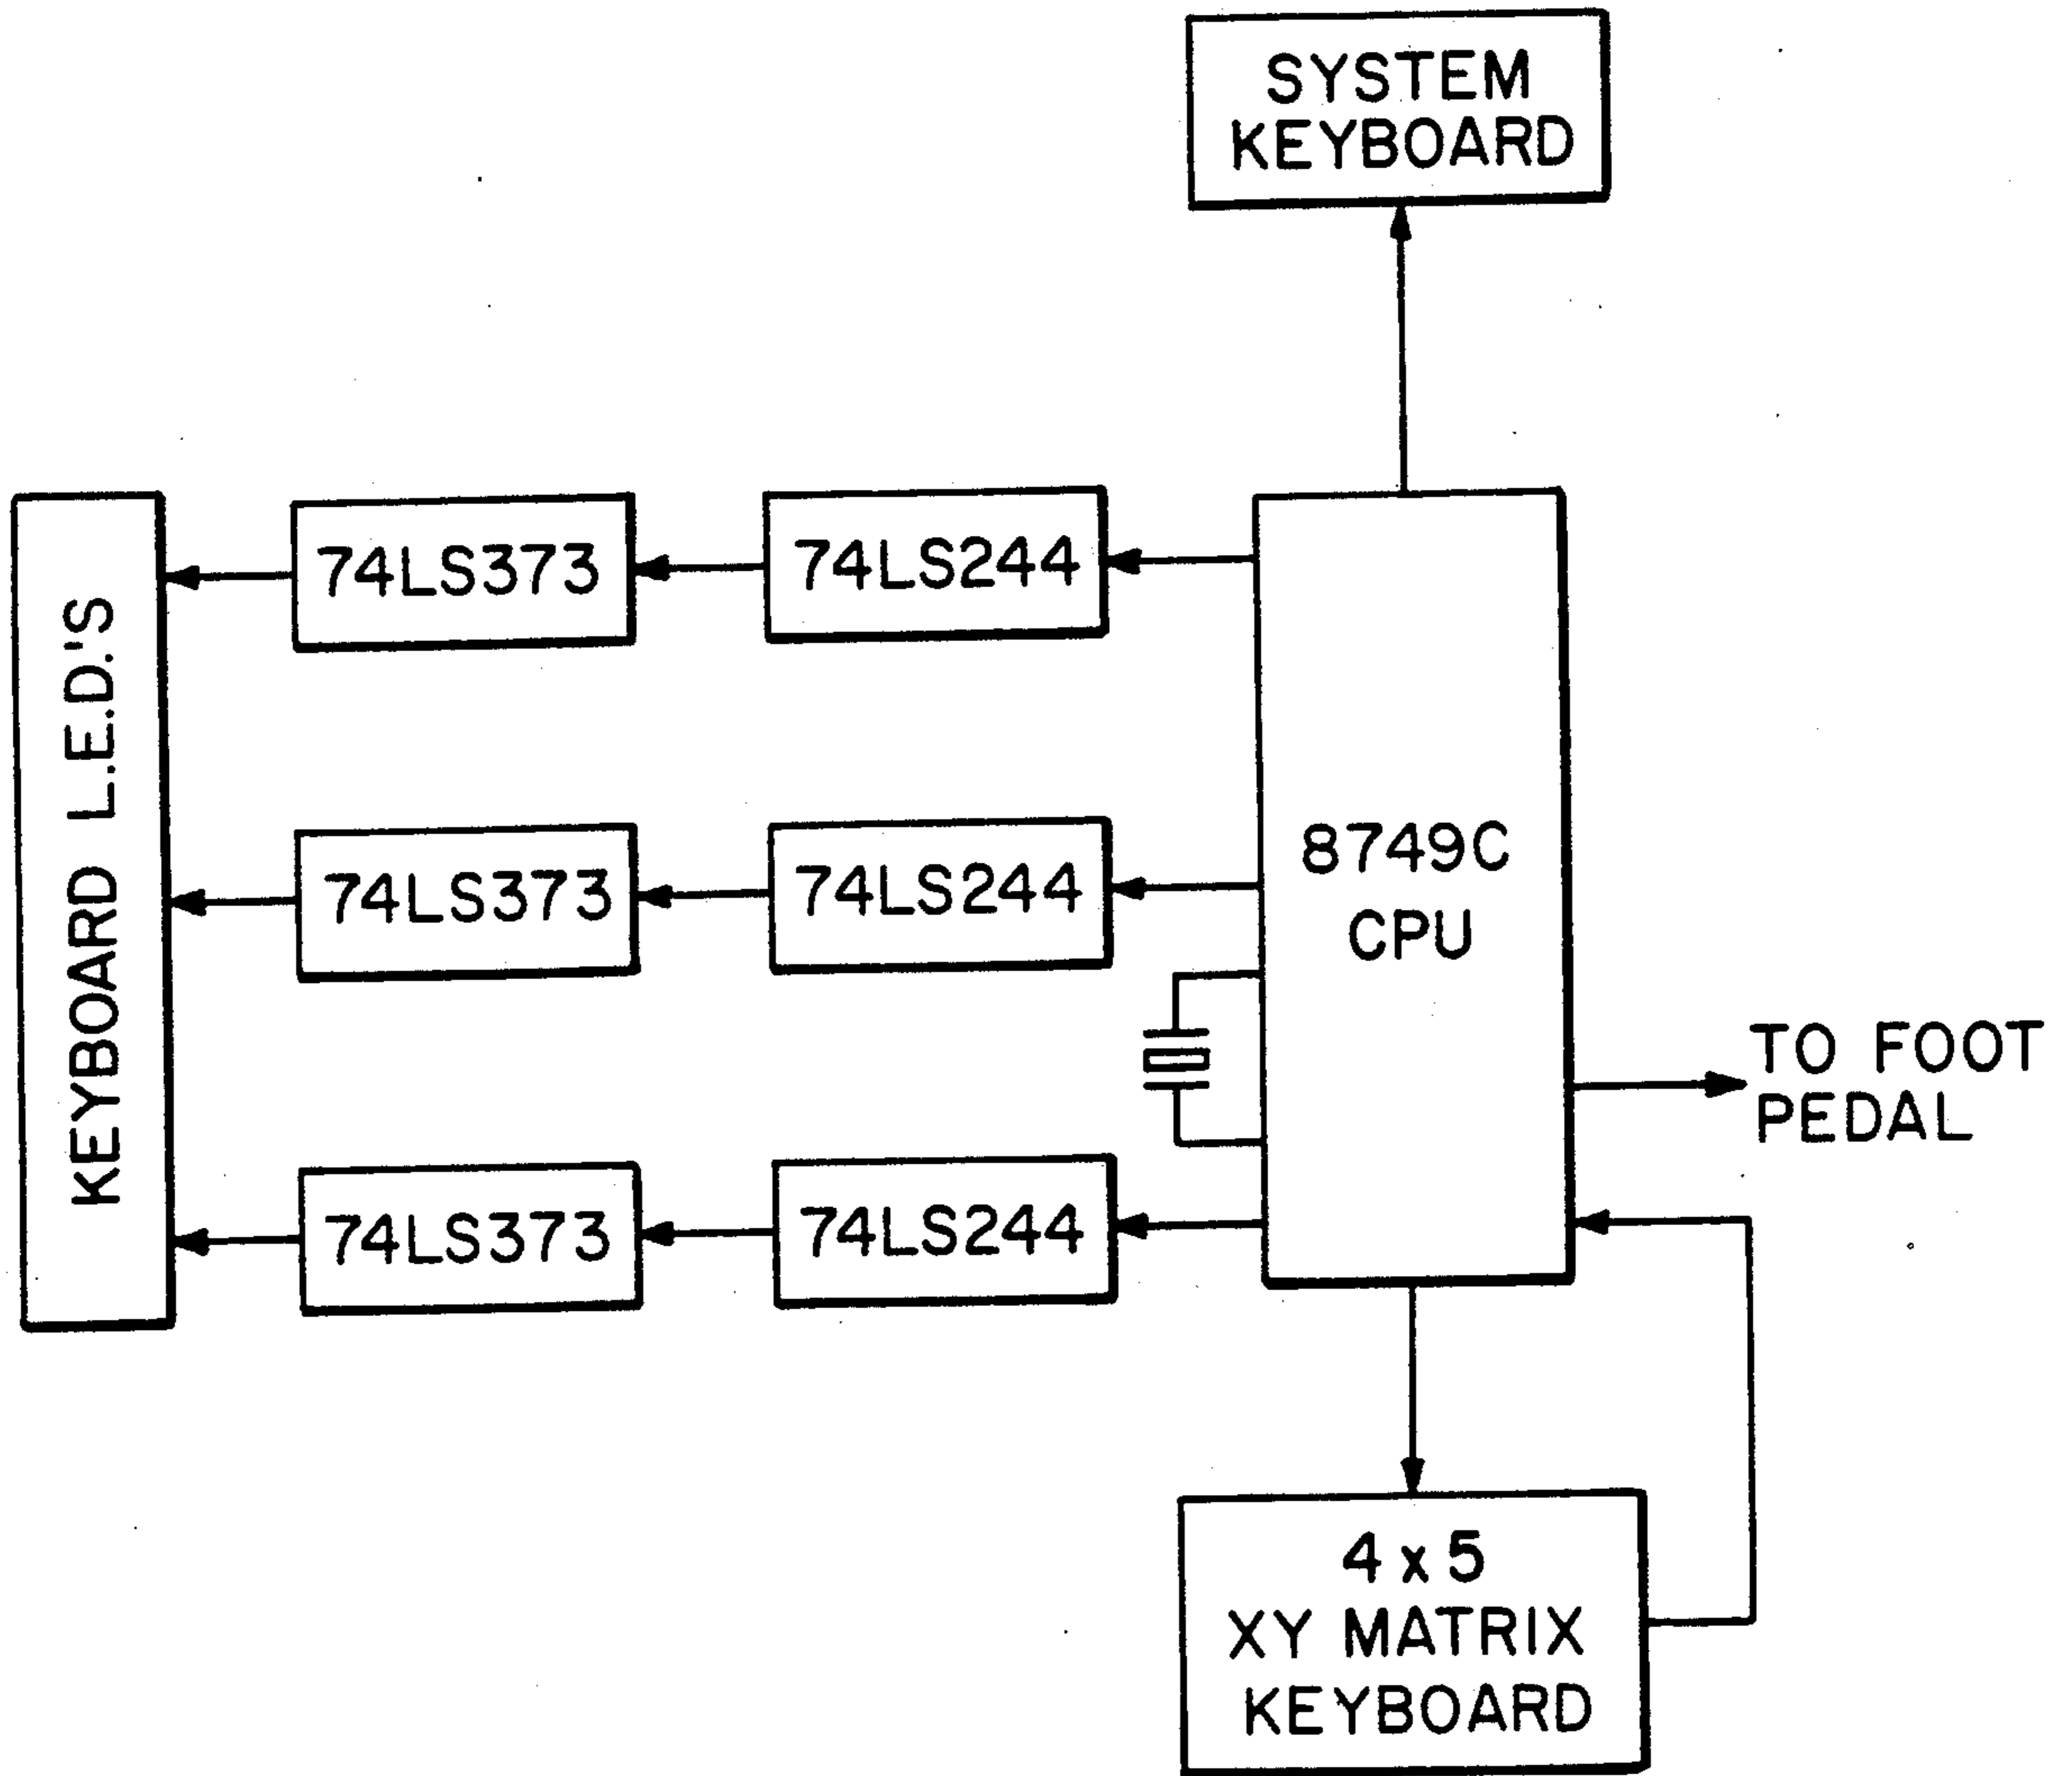 SYSTEM
KEYBOARD
KEYBOARD L.E.D.'S
74LS373
74LS244
74LS373
74LS244
74LS373
74LS244
8749C
CPU
TO FOOT
PEDAL
4 x 5
XY MATRIX
KEYBOARD